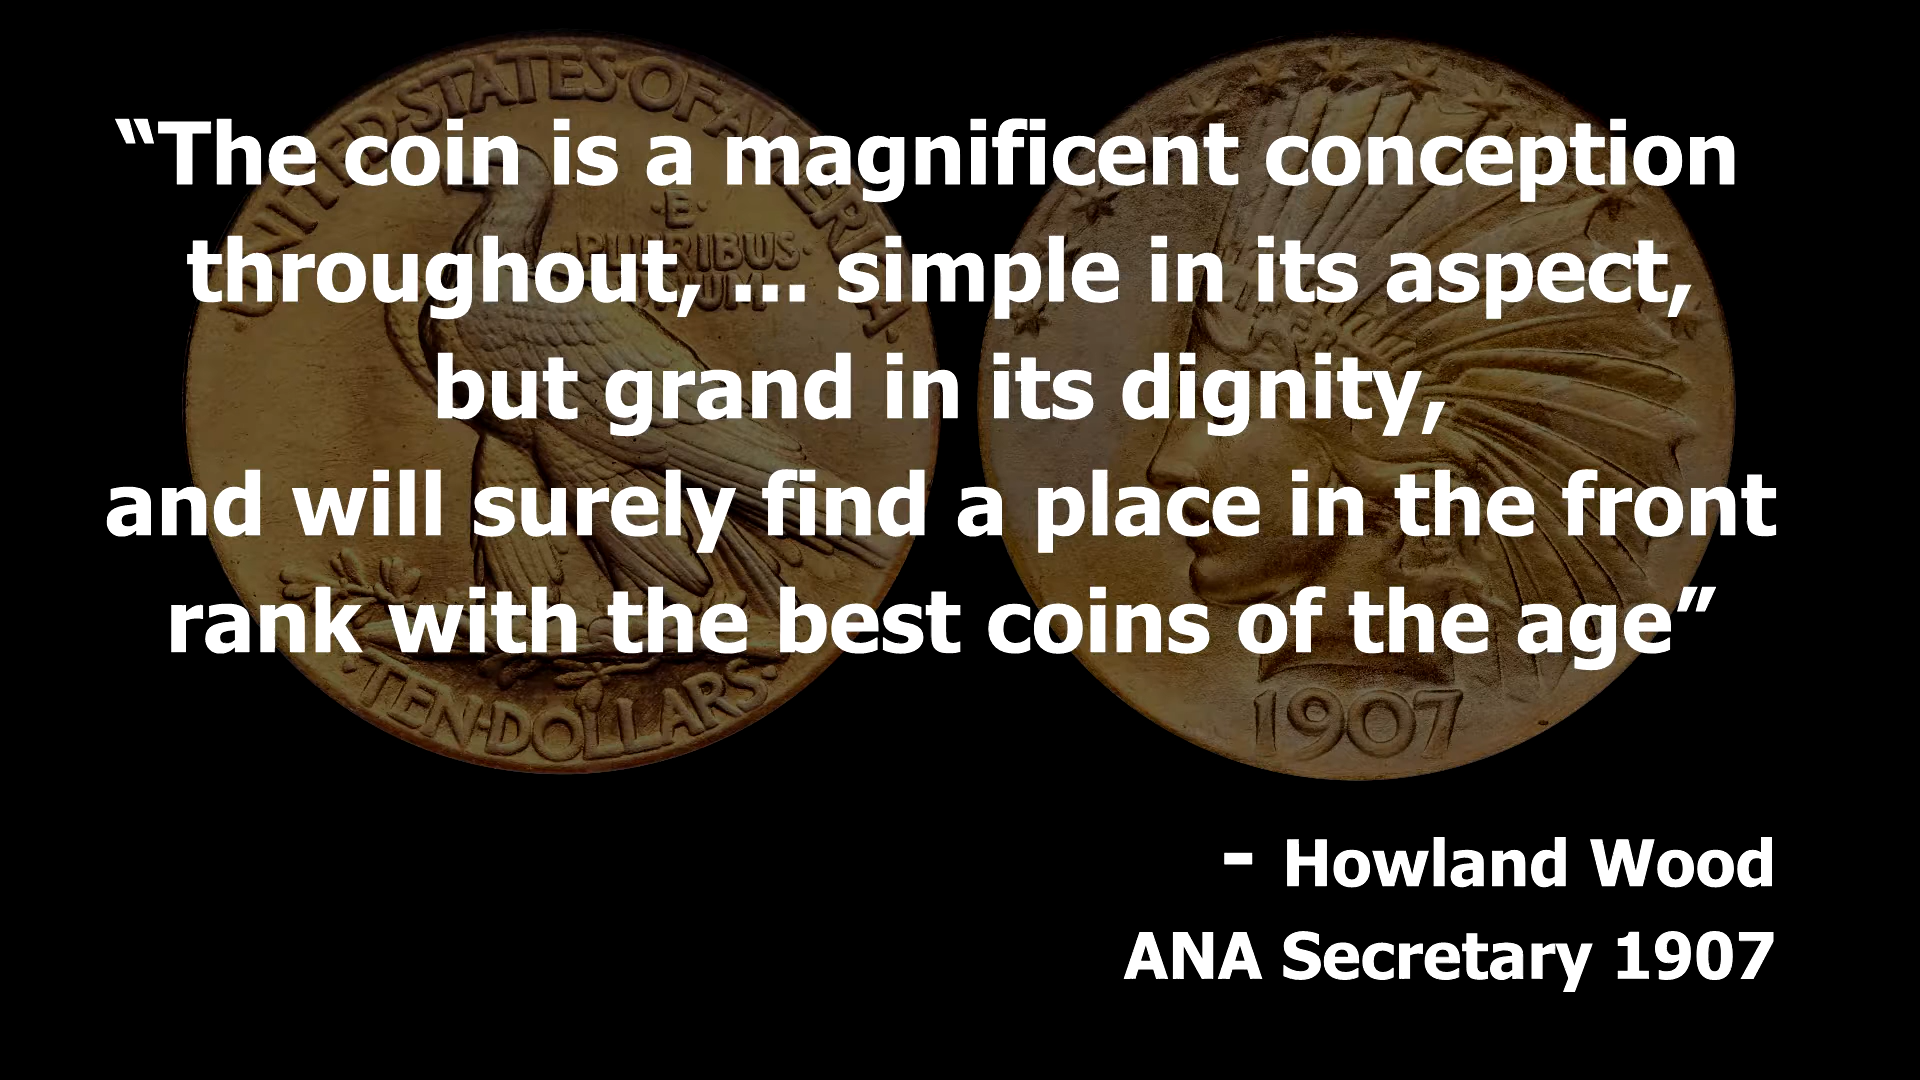 “The coin is a magnificent conception
throughout, ... simple in its aspect,
but grand in its dignity,
and will surely find a place in the front
rank with the best coins of the age”
- Howland Wood
ANA Secretary 1907
UNITED·STATES·OF·AMERICA
·E·
·PLURIBUS·
UNUM
·TEN·DOLLARS·
1907